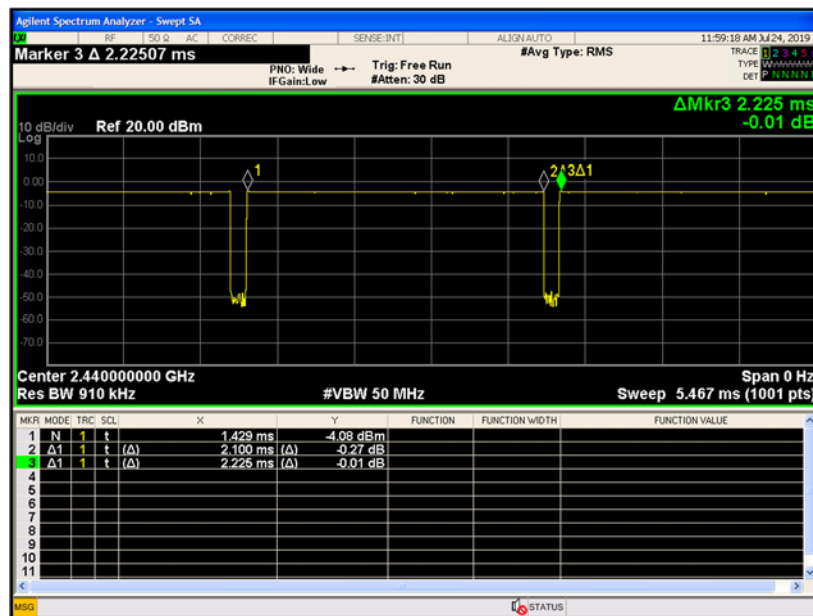 Agilent Spectrum Analyzer - Swept SA
LXI RF 50 Ω AC CORREC SENSE:INT ALIGN AUTO 11:59:18 AM Jul 24, 2019
Marker 3 Δ 2.22507 ms
PNO: Wide
IFGain:Low
Trig: Free Run
#Atten: 30 dB
#Avg Type: RMS
TRACE 1 2 3 4 5
TYPE W
DET P N N N N
ΔMkr3 2.225 ms
-0.01 dB
10 dB/div Ref 20.00 dBm
Log
10.0
0.00
-10.0
-20.0
-30.0
-40.0
-50.0
-60.0
-70.0
1
3Δ1
Center 2.440000000 GHz Span 0 Hz
Res BW 910 kHz #VBW 50 MHz Sweep 5.467 ms (1001 pts)
MKR MODE TRC SCL X Y FUNCTION FUNCTION WIDTH FUNCTION VALUE
1 N 1 t 1.429 ms -4.08 dBm
2 Δ1 1 t (Δ) 2.100 ms (Δ) -0.27 dB
3 Δ1 1 t (Δ) 2.225 ms (Δ) -0.01 dB
4
5
6
7
8
9
10
11
MSG STATUS